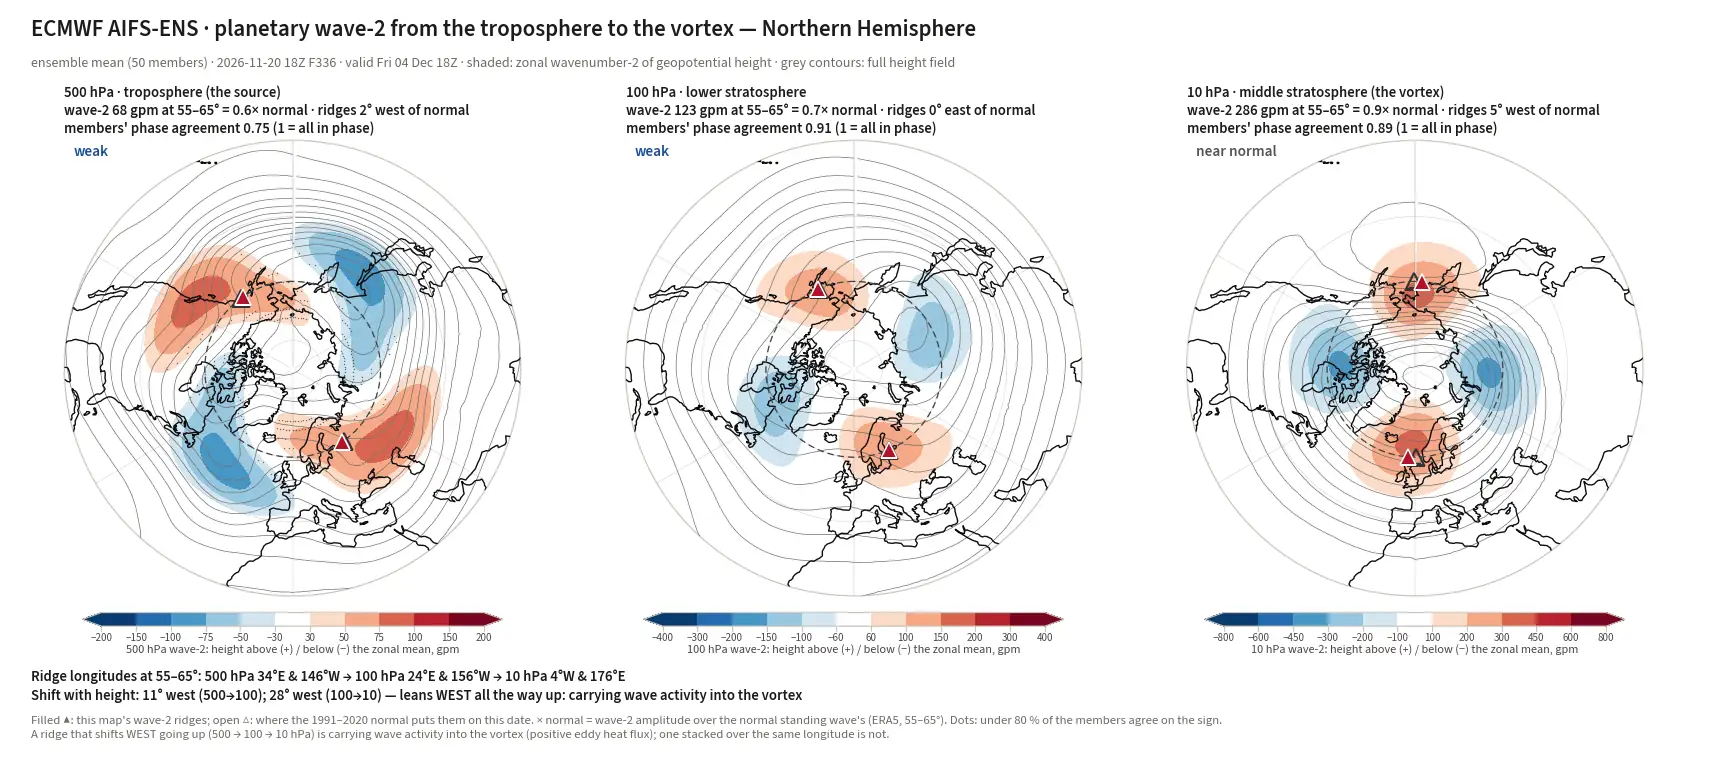 ECMWF AIFS-ENS · planetary wave-2 from the troposphere to the vortex — Northern Hemisphere
ensemble mean (50 members) · 2026-11-20 18Z F336 · valid Fri 04 Dec 18Z · shaded: zonal wavenumber-2 of geopotential height · grey contours: full height field
500 hPa · troposphere (the source)
wave-2 68 gpm at 55–65° = 0.6× normal · ridges 2° west of normal
members' phase agreement 0.75 (1 = all in phase)
weak
100 hPa · lower stratosphere
wave-2 123 gpm at 55–65° = 0.7× normal · ridges 0° east of normal
members' phase agreement 0.91 (1 = all in phase)
weak
10 hPa · middle stratosphere (the vortex)
wave-2 286 gpm at 55–65° = 0.9× normal · ridges 5° west of normal
members' phase agreement 0.89 (1 = all in phase)
near normal
−200 −150 −100 −75 −50 −30 30 50 75 100 150 200
500 hPa wave-2: height above (+) / below (−) the zonal mean, gpm
−400 −300 −200 −150 −100 −60 60 100 150 200 300 400
100 hPa wave-2: height above (+) / below (−) the zonal mean, gpm
−800 −600 −450 −300 −200 −100 100 200 300 450 600 800
10 hPa wave-2: height above (+) / below (−) the zonal mean, gpm
Ridge longitudes at 55–65°: 500 hPa 34°E & 146°W → 100 hPa 24°E & 156°W → 10 hPa 4°W & 176°E
Shift with height: 11° west (500→100); 28° west (100→10) — leans WEST all the way up: carrying wave activity into the vortex
Filled ▲: this map's wave-2 ridges; open △: where the 1991–2020 normal puts them on this date. × normal = wave-2 amplitude over the normal standing wave's (ERA5, 55–65°). Dots: under 80 % of the members agree on the sign.
A ridge that shifts WEST going up (500 → 100 → 10 hPa) is carrying wave activity into the vortex (positive eddy heat flux); one stacked over the same longitude is not.